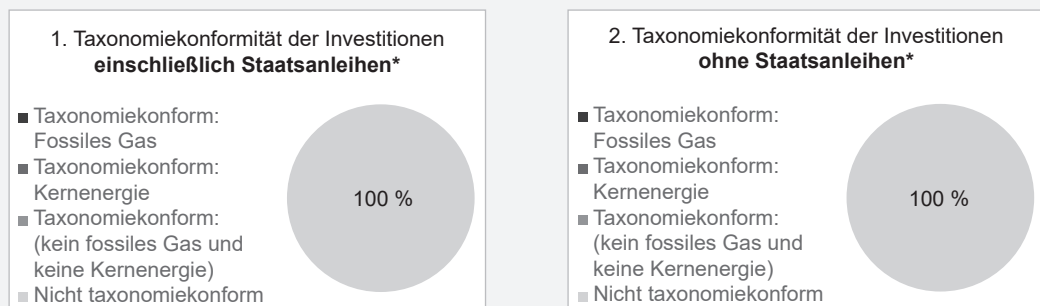 1. Taxonomiekonformität der Investitionen
einschließlich Staatsanleihen*
Taxonomiekonform:
Fossiles Gas
Taxonomiekonform:
Kernenergie
Taxonomiekonform:
(kein fossiles Gas und
keine Kernenergie)
Nicht taxonomiekonform
100 %
2. Taxonomiekonformität der Investitionen
ohne Staatsanleihen*
Taxonomiekonform:
Fossiles Gas
Taxonomiekonform:
Kernenergie
Taxonomiekonform:
(kein fossiles Gas und
keine Kernenergie)
Nicht taxonomiekonform
100 %